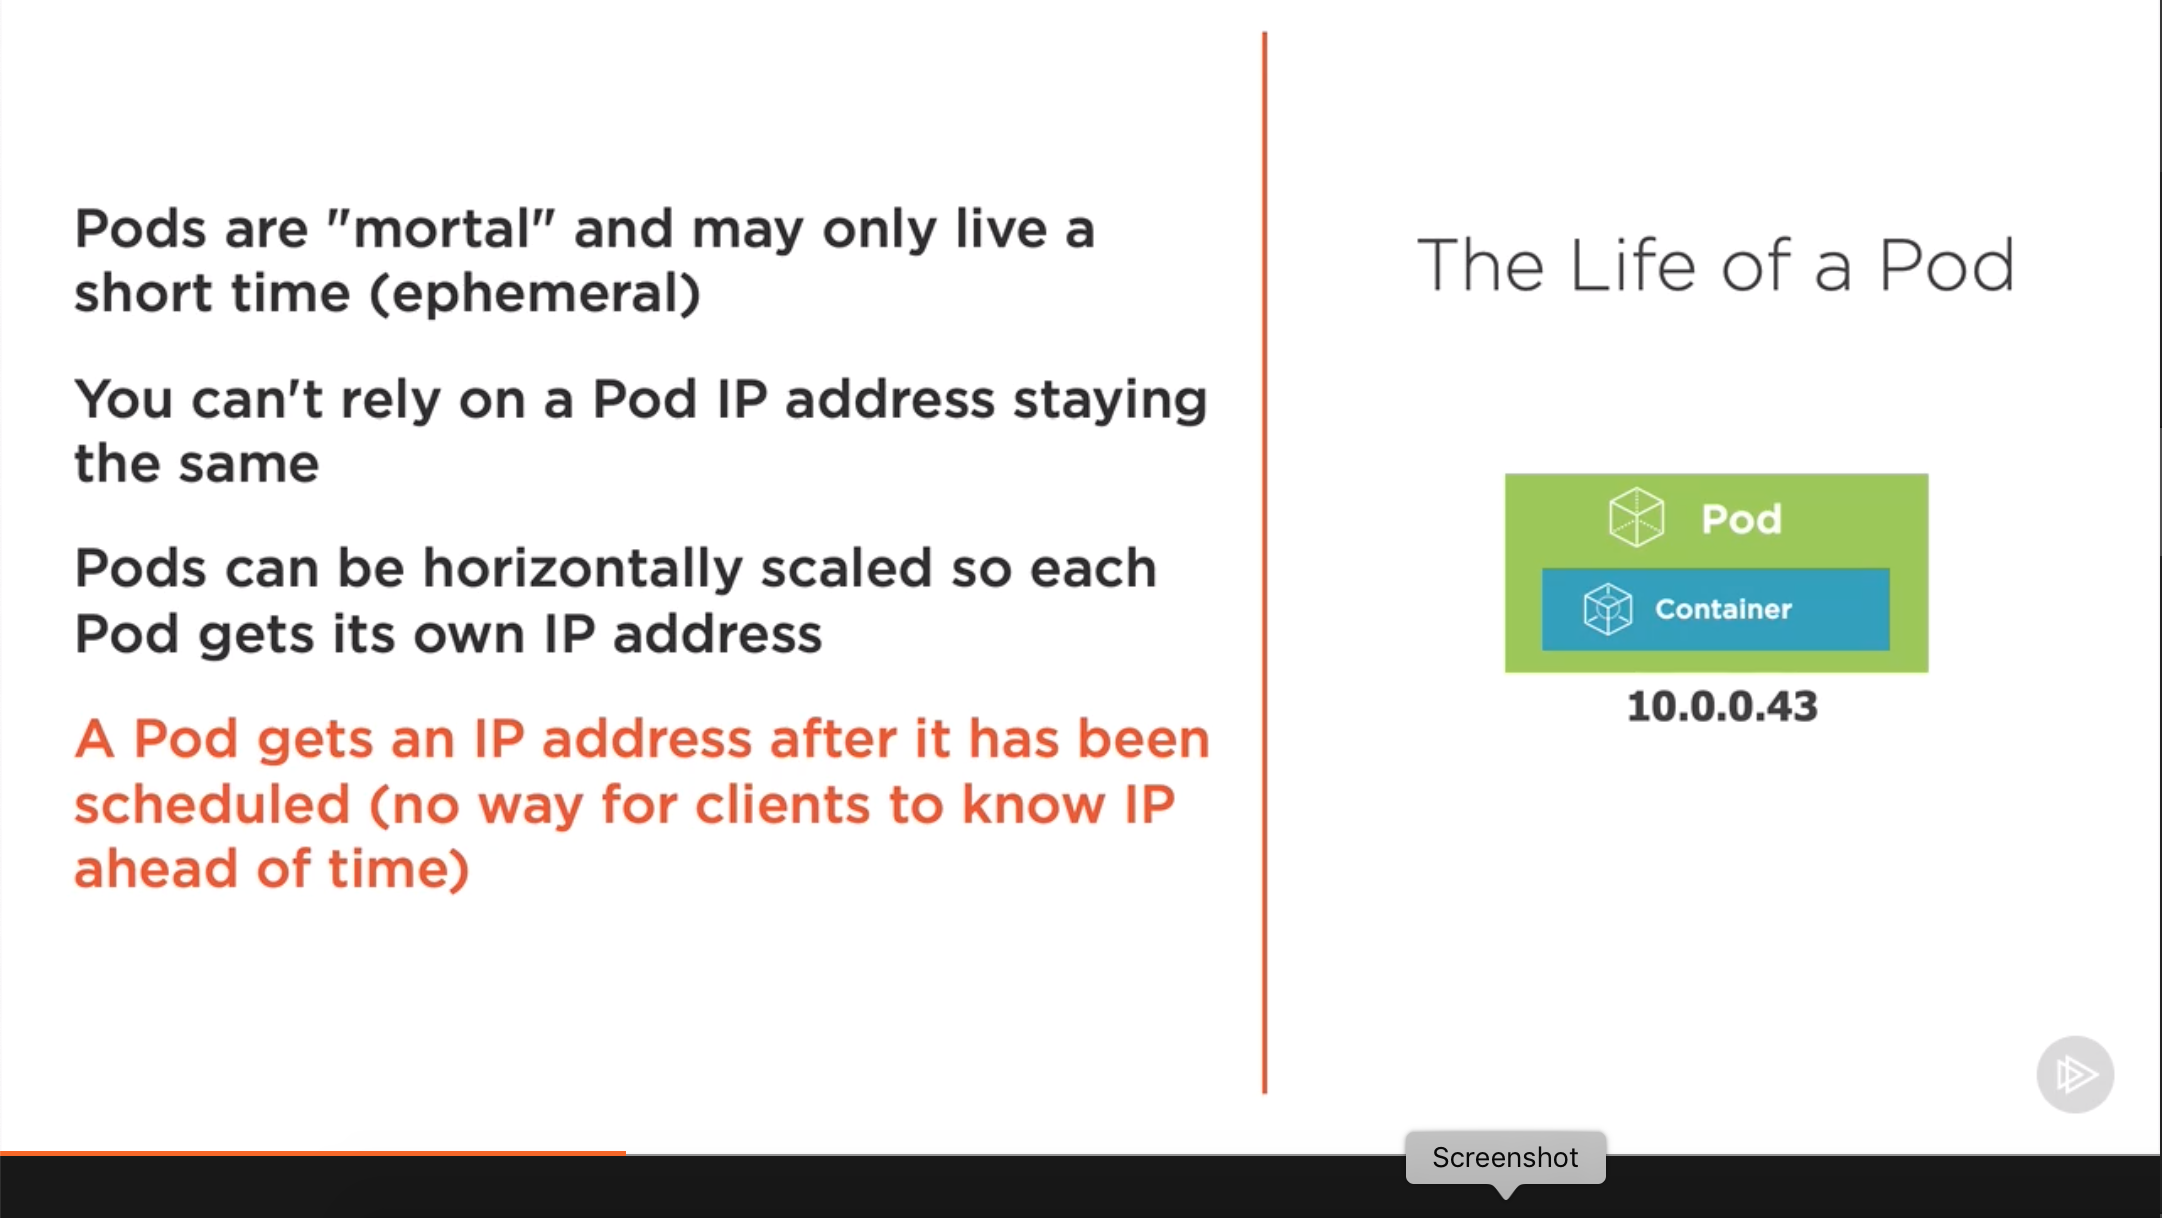 Pods are "mortal" and may only live a
short time (ephemeral)
You can't rely on a Pod IP address staying
the same
Pods can be horizontally scaled so each
Pod gets its own IP address
A Pod gets an IP address after it has been
scheduled (no way for clients to know IP
ahead of time)
The Life of a Pod
Pod
Container
10.0.0.43
Screenshot